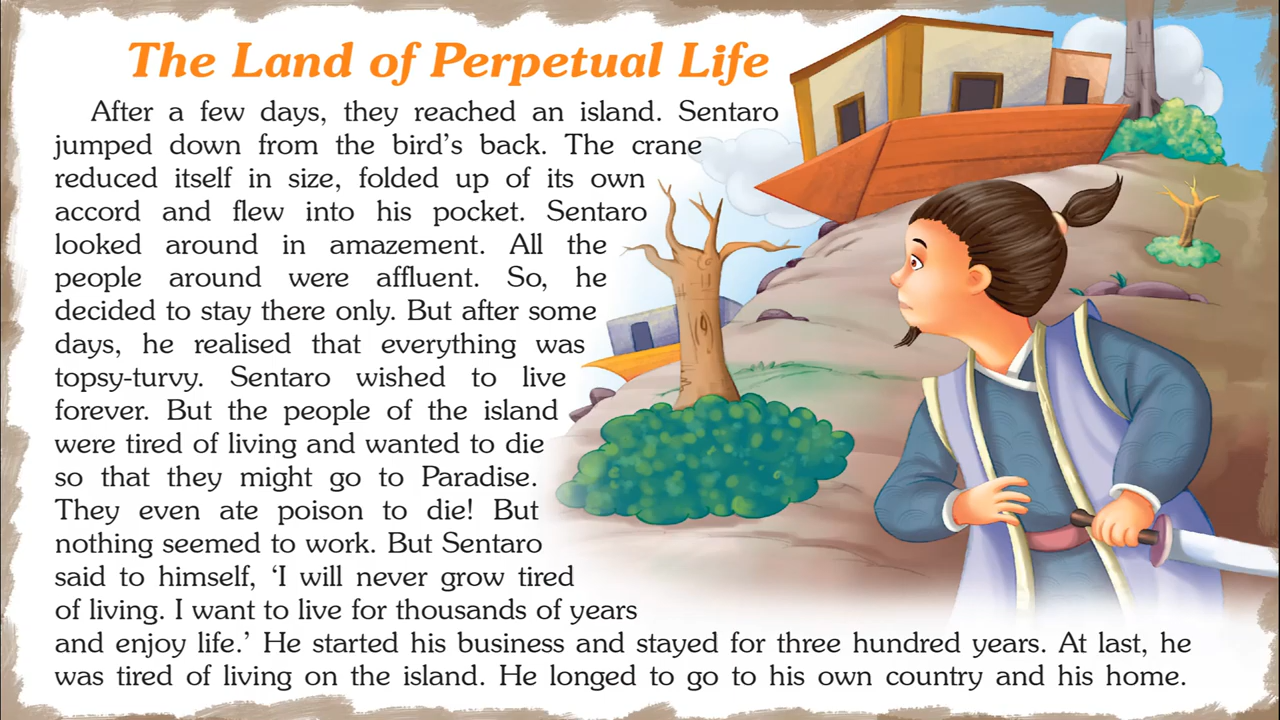 The Land of Perpetual Life
After a few days, they reached an island. Sentaro
jumped down from the bird's back. The crane
reduced itself in size, folded up of its own
accord and flew into his pocket. Sentaro
looked around in amazement. All the
people around were affluent. So, he
decided to stay there only. But after some
days, he realised that everything was
topsy-turvy. Sentaro wished to live
forever. But the people of the island
were tired of living and wanted to die
so that they might go to Paradise.
They even ate poison to die! But
nothing seemed to work. But Sentaro
said to himself, ‘I will never grow tired
of living. I want to live for thousands of years
and enjoy life.’ He started his business and stayed for three hundred years. At last, he
was tired of living on the island. He longed to go to his own country and his home.